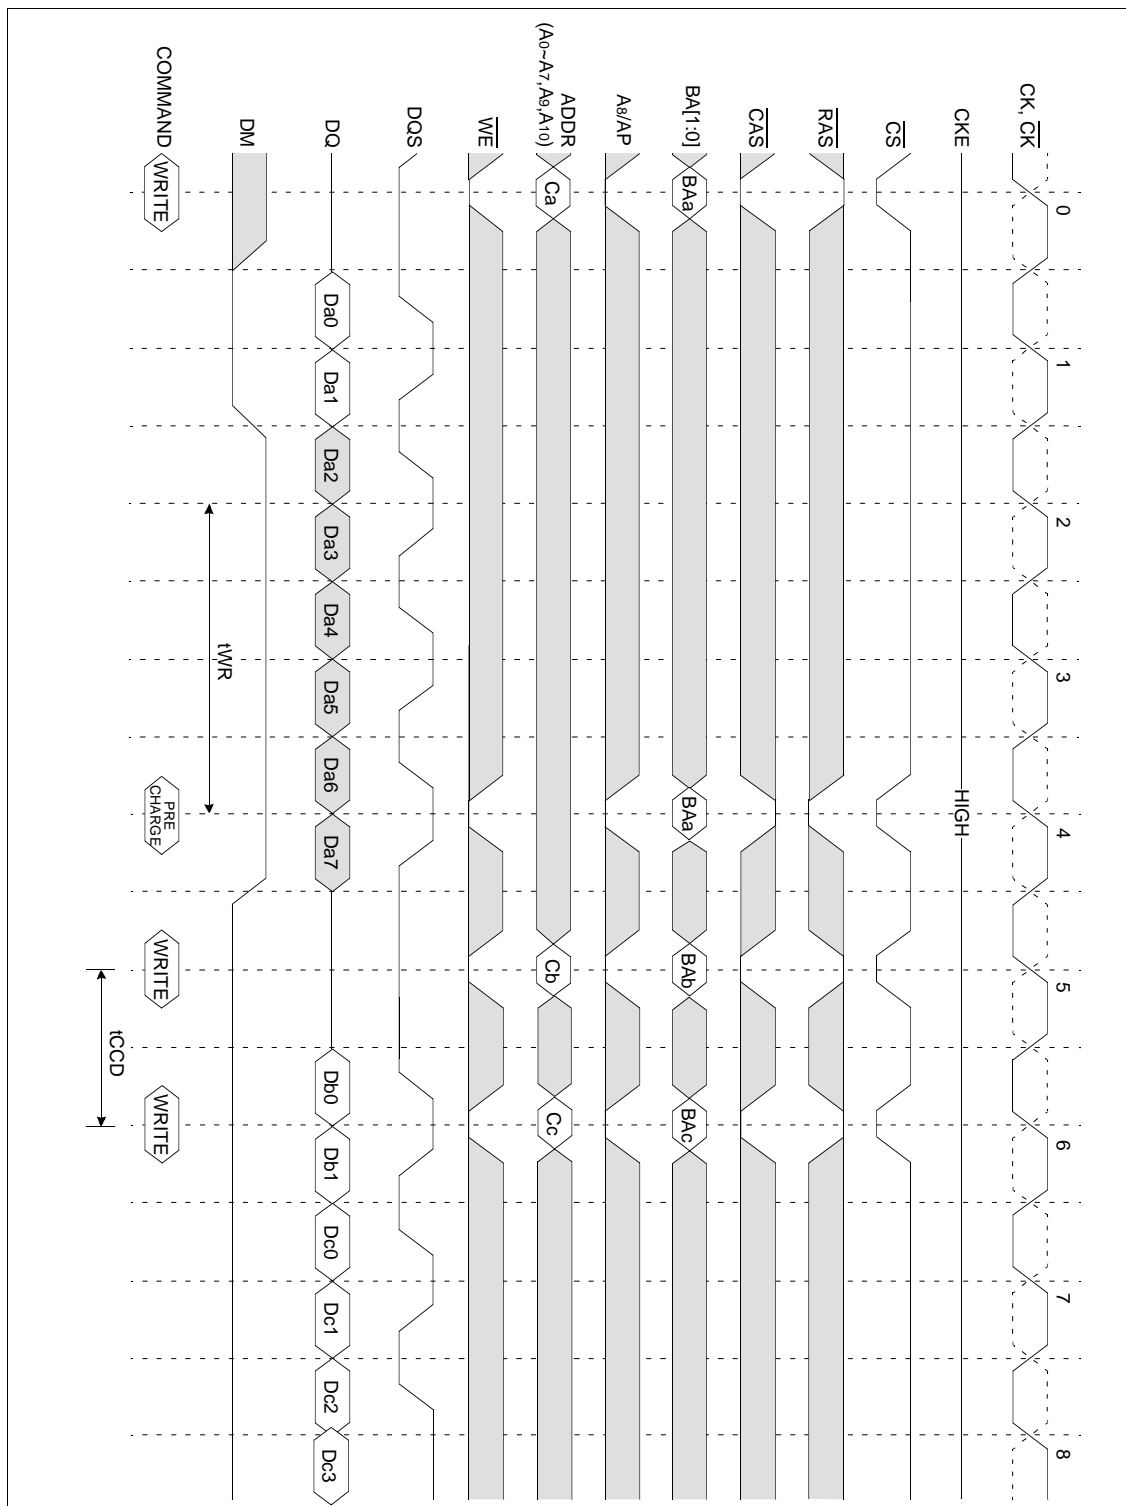 0 1 2 3 4 5 6 7 8
CK, CK
CKE HIGH
CS
RAS
CAS
BA[1:0] BAa BAa BAb BAc
A8/AP
ADDR
(A0~A7,A9,A10) Ca Cb Cc
WE
DQS
DQ Da0 Da1 Da2 Da3 Da4 Da5 Da6 Da7 Db0 Db1 Dc0 Dc1 Dc2 Dc3
DM
tWR
COMMAND WRITE PRE CHARGE WRITE WRITE
tCCD